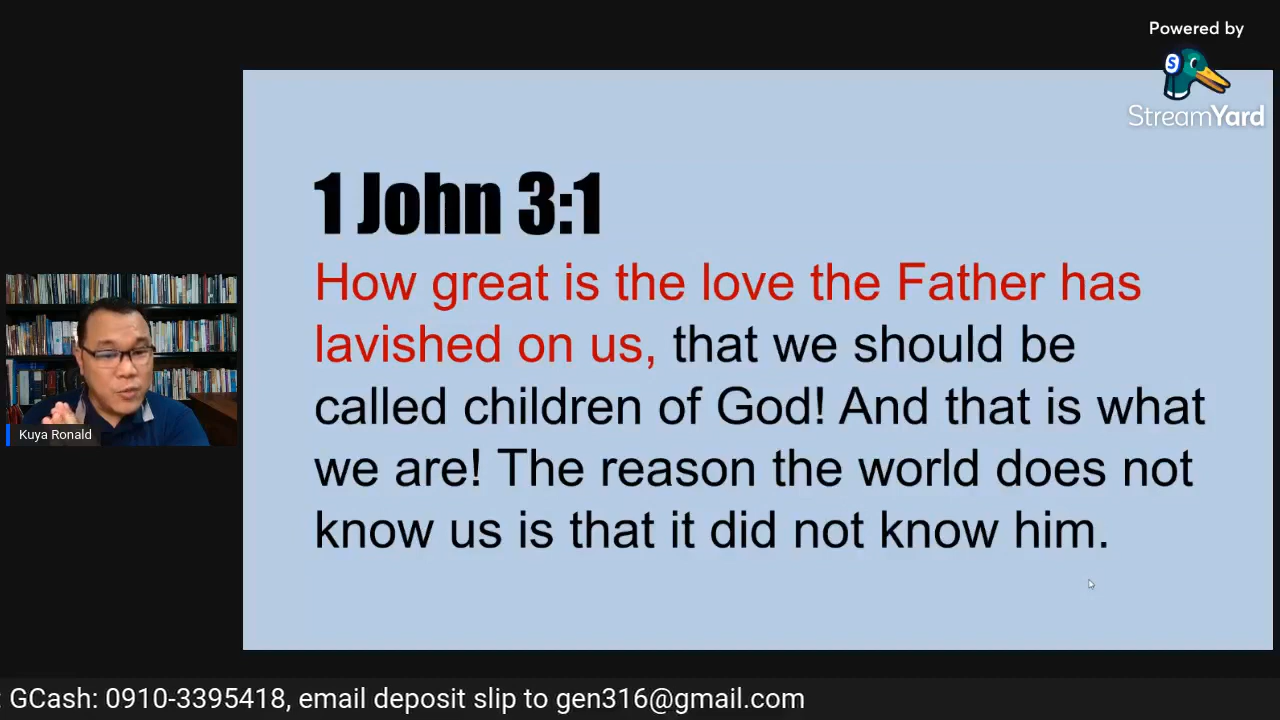 Powered by
StreamYard
1 John 3:1
How great is the love the Father has
lavished on us, that we should be
called children of God! And that is what
we are! The reason the world does not
know us is that it did not know him.
Kuya Ronald
: GCash: 0910-3395418, email deposit slip to gen316@gmail.com